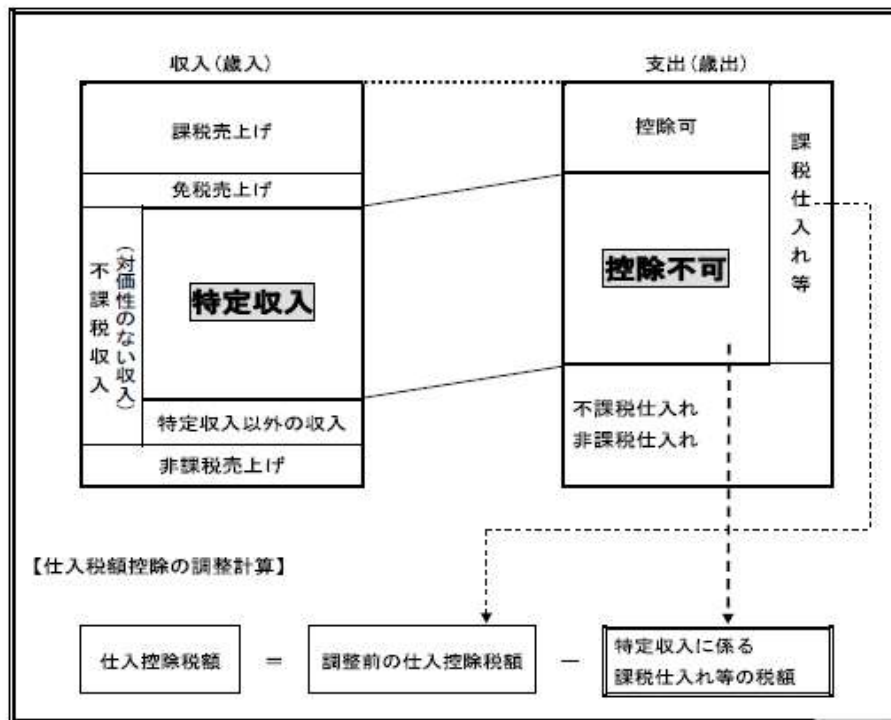 収入(歳入)
支出(歳出)
課税売上げ
免税売上げ
不課税収入
(対価性のない収入)
特定収入
特定収入以外の収入
非課税売上げ
控除可
控除不可
課税仕入れ等
不課税仕入れ
非課税仕入れ
【仕入税額控除の調整計算】
仕入控除税額 = 調整前の仕入控除税額 − 特定収入に係る
課税仕入れ等の税額